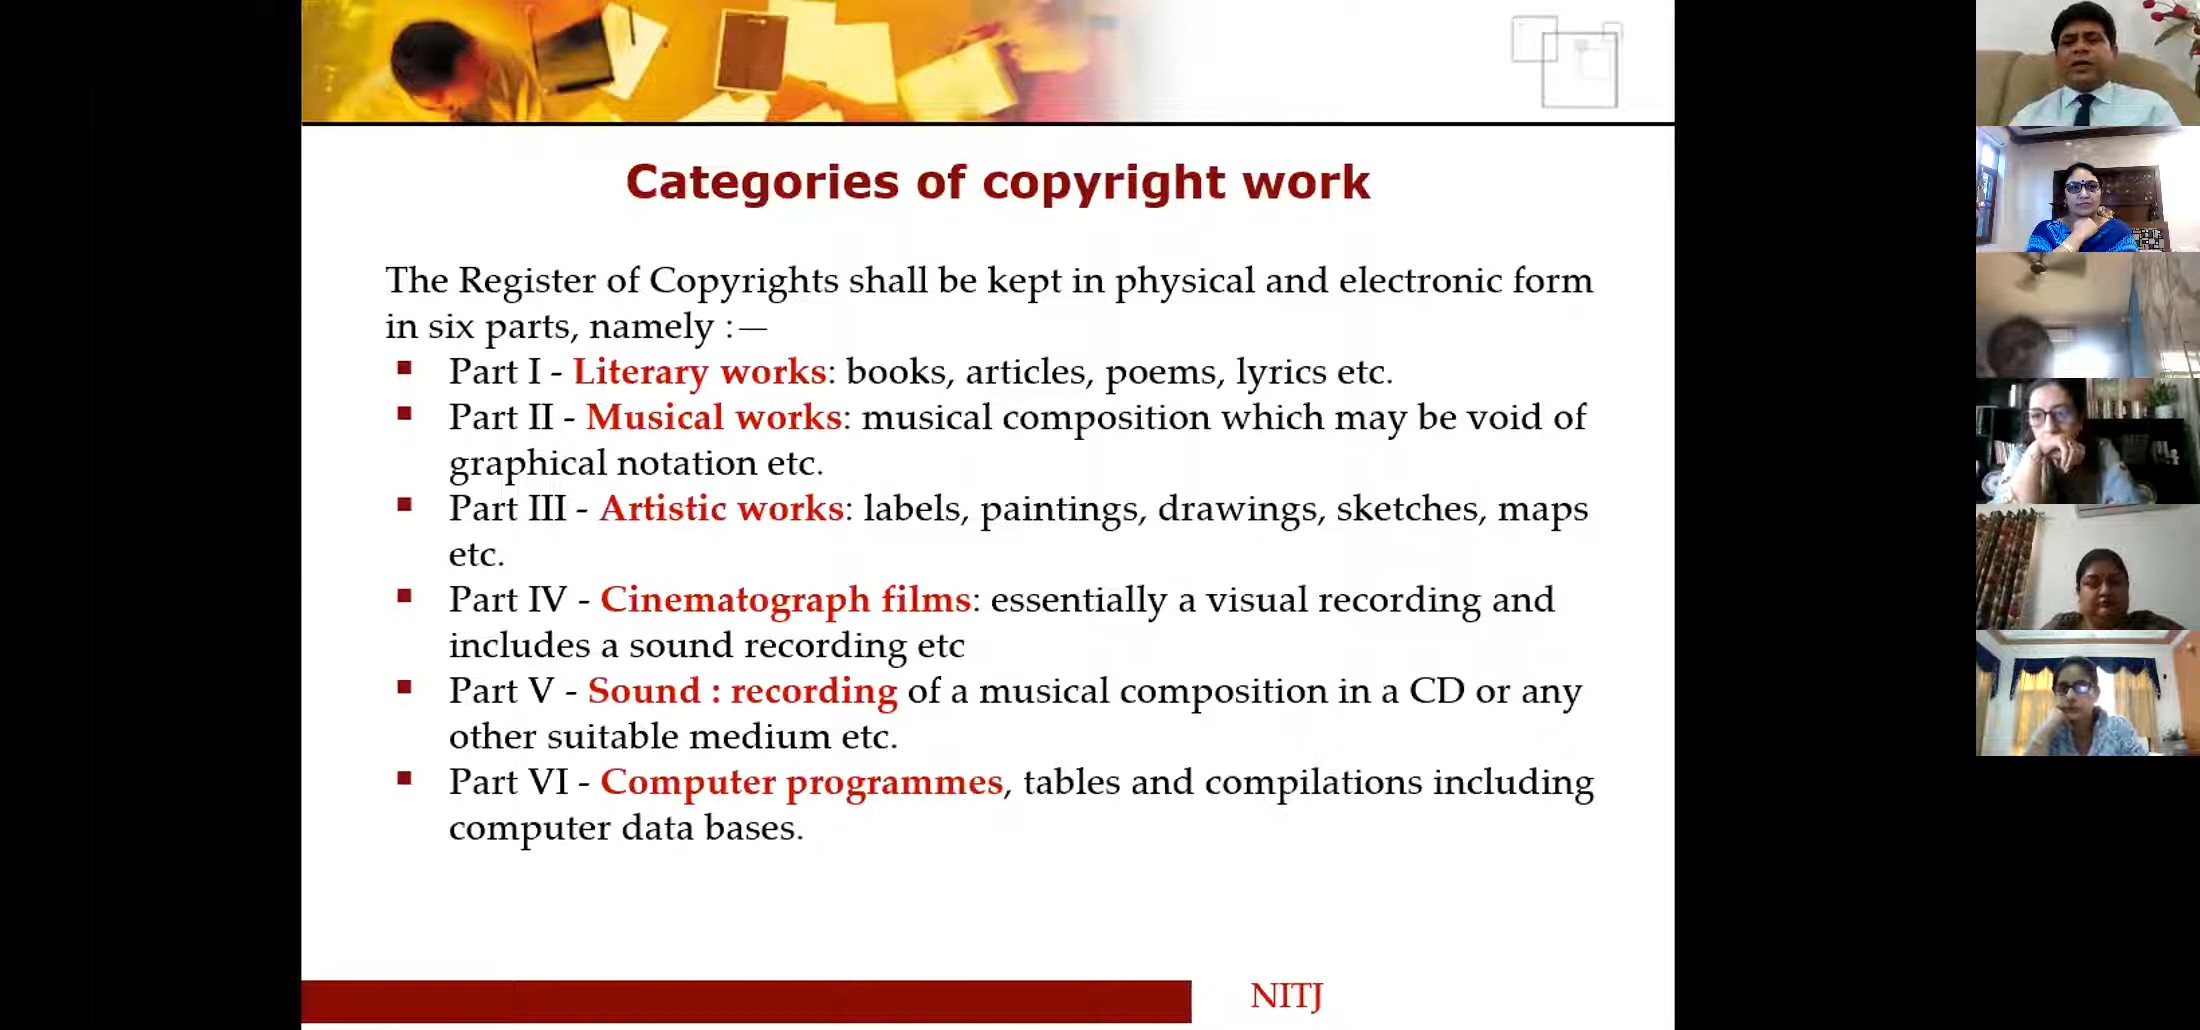 Categories of copyright work
The Register of Copyrights shall be kept in physical and electronic form
in six parts, namely :—
▪ Part I - Literary works: books, articles, poems, lyrics etc.
▪ Part II - Musical works: musical composition which may be void of
graphical notation etc.
▪ Part III - Artistic works: labels, paintings, drawings, sketches, maps
etc.
▪ Part IV - Cinematograph films: essentially a visual recording and
includes a sound recording etc
▪ Part V - Sound : recording of a musical composition in a CD or any
other suitable medium etc.
▪ Part VI - Computer programmes, tables and compilations including
computer data bases.
NITJ